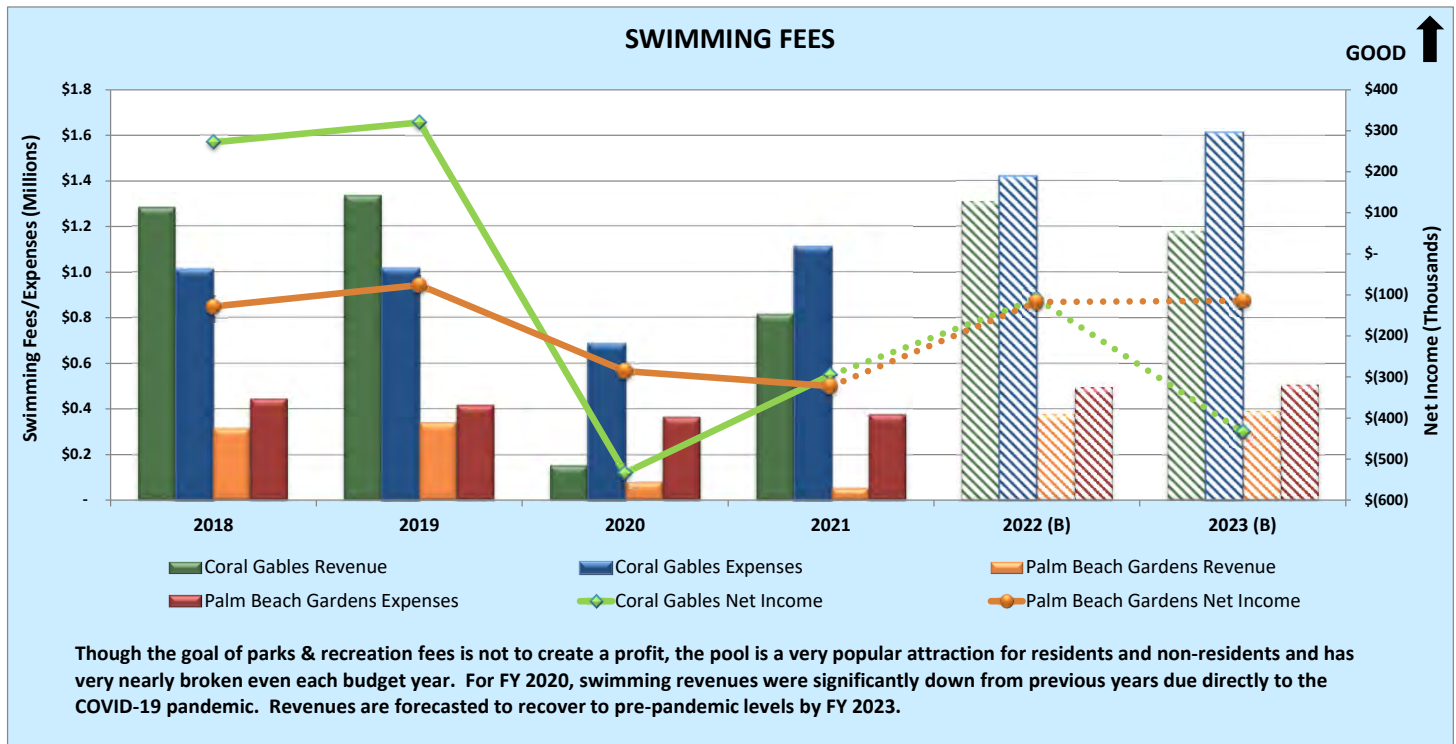 SWIMMING FEES
GOOD
Swimming Fees/Expenses (Millions)
$1.8
$1.6
$1.4
$1.2
$1.0
$0.8
$0.6
$0.4
$0.2
-
$400
$300
$200
$100
$-
$(100)
$(200)
$(300)
$(400)
$(500)
$(600)
Net Income (Thousands)
2018 2019 2020 2021 2022 (B) 2023 (B)
Coral Gables Revenue Coral Gables Expenses Palm Beach Gardens Revenue
Palm Beach Gardens Expenses Coral Gables Net Income Palm Beach Gardens Net Income
Though the goal of parks & recreation fees is not to create a profit, the pool is a very popular attraction for residents and non-residents and has
very nearly broken even each budget year. For FY 2020, swimming revenues were significantly down from previous years due directly to the
COVID-19 pandemic. Revenues are forecasted to recover to pre-pandemic levels by FY 2023.